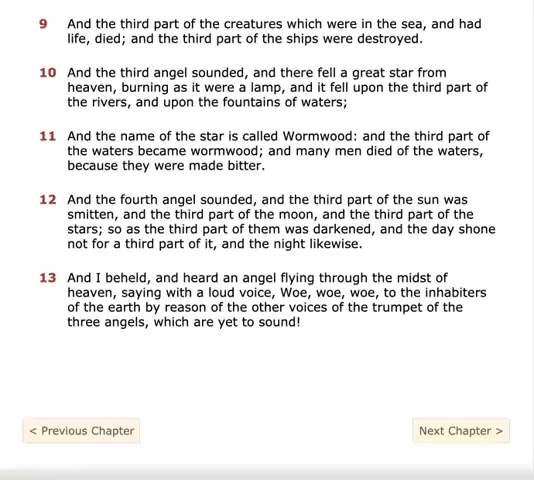 9 And the third part of the creatures which were in the sea, and had
life, died; and the third part of the ships were destroyed.
10 And the third angel sounded, and there fell a great star from
heaven, burning as it were a lamp, and it fell upon the third part of
the rivers, and upon the fountains of waters;
11 And the name of the star is called Wormwood: and the third part of
the waters became wormwood; and many men died of the waters,
because they were made bitter.
12 And the fourth angel sounded, and the third part of the sun was
smitten, and the third part of the moon, and the third part of the
stars; so as the third part of them was darkened, and the day shone
not for a third part of it, and the night likewise.
13 And I beheld, and heard an angel flying through the midst of
heaven, saying with a loud voice, Woe, woe, woe, to the inhabiters
of the earth by reason of the other voices of the trumpet of the
three angels, which are yet to sound!
< Previous Chapter Next Chapter >